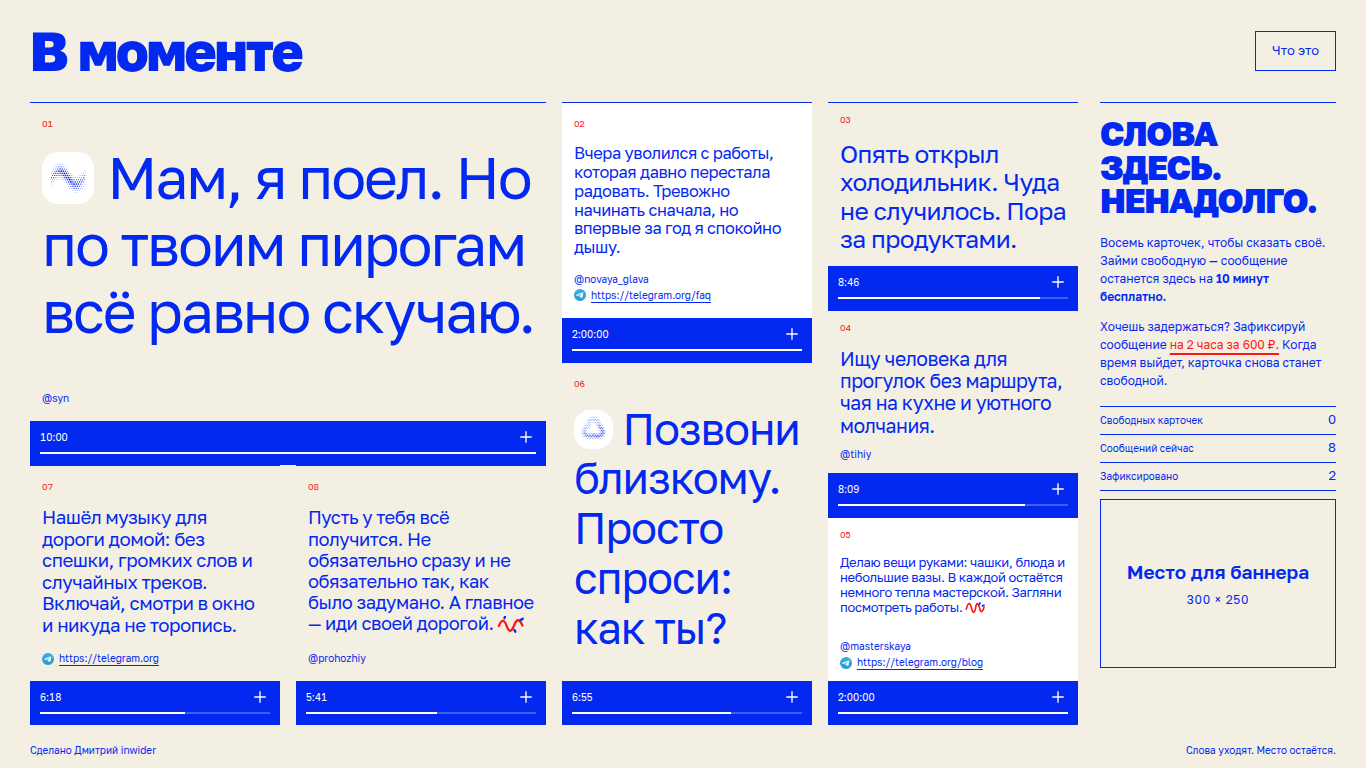 В моменте
Что это
01
Мам, я поел. Но
по твоим пирогам
всё равно скучаю.
@syn
10:00
02
Вчера уволился с работы,
которая давно перестала
радовать. Тревожно
начинать сначала, но
впервые за год я спокойно
дышу.
@novaya_glava
https://telegram.org/faq
2:00:00
03
Опять открыл
холодильник. Чуда
не случилось. Пора
за продуктами.
8:46
04
Ищу человека для
прогулок без маршрута,
чая на кухне и уютного
молчания.
@tihiy
8:09
05
Делаю вещи руками: чашки, блюда и
небольшие вазы. В каждой остаётся
немного тепла мастерской. Загляни
посмотреть работы.
@masterskaya
https://telegram.org/blog
2:00:00
06
Позвони
близкому.
Просто
спроси:
как ты?
6:55
07
Нашёл музыку для
дороги домой: без
спешки, громких слов и
случайных треков.
Включай, смотри в окно
и никуда не торопись.
https://telegram.org
6:18
08
Пусть у тебя всё
получится. Не
обязательно сразу и не
обязательно так, как
было задумано. А главное
— иди своей дорогой.
@prohozhiy
5:41
СЛОВА
ЗДЕСЬ.
НЕНАДОЛГО.
Восемь карточек, чтобы сказать своё.
Займи свободную — сообщение
останется здесь на 10 минут
бесплатно.
Хочешь задержаться? Зафиксируй
сообщение на 2 часа за 600 ₽. Когда
время выйдет, карточка снова станет
свободной.
Свободных карточек 0
Сообщений сейчас 8
Зафиксировано 2
Место для баннера
300 × 250
Сделано Дмитрий inwider
Слова уходят. Место остаётся.